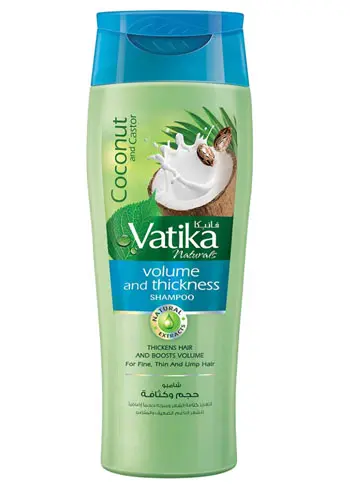 Coconut
and Castor
فاتيكا
Vatika
Naturals
volume
and thickness
SHAMPOO
NATURAL
EXTRACTS
THICKENS HAIR
AND BOOSTS VOLUME
For Fine, Thin And Limp Hair
شامبو
حجم وكثافة